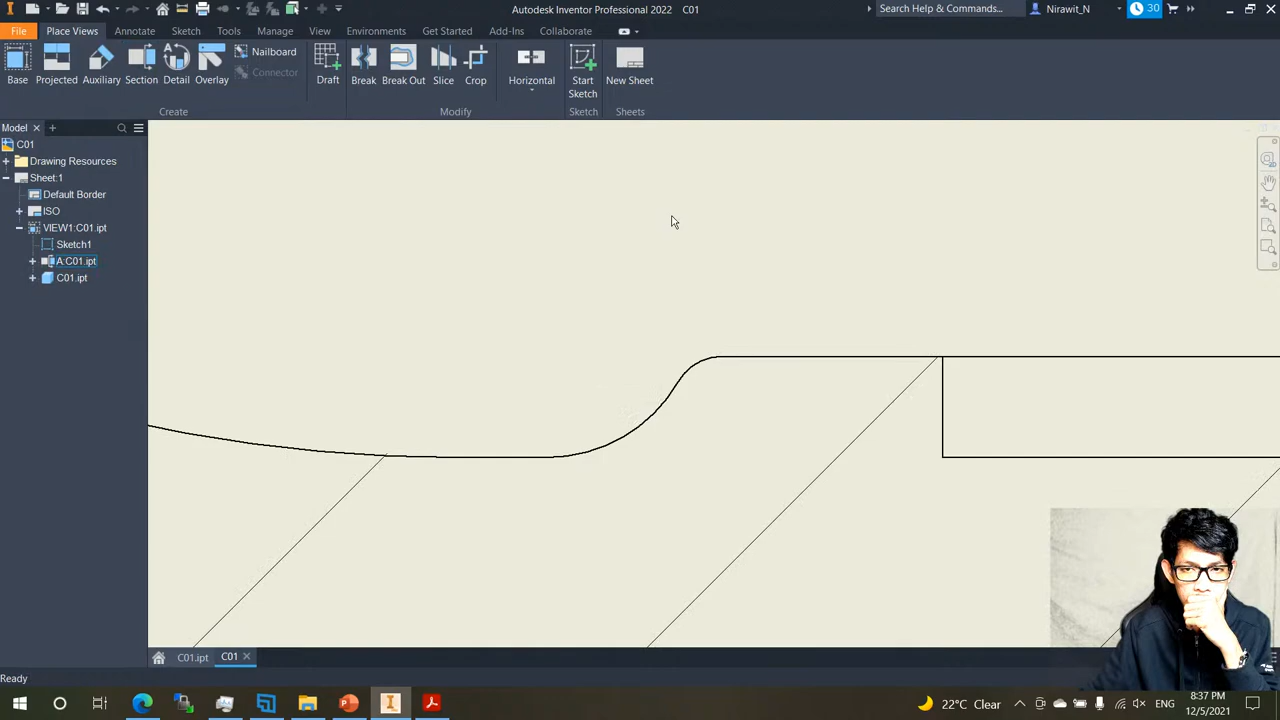 Autodesk Inventor Professional 2022 C01
Search Help & Commands...
Nirawit_N
30
File
Place Views
Annotate
Sketch
Tools
Manage
View
Environments
Get Started
Add-Ins
Collaborate
Base
Projected
Auxiliary
Section
Detail
Overlay
Nailboard
Connector
Draft
Break
Break Out
Slice
Crop
Horizontal
Start
Sketch
New Sheet
Create
Modify
Sketch
Sheets
Model
C01
Drawing Resources
Sheet:1
Default Border
ISO
VIEW1:C01.ipt
Sketch1
A:C01.ipt
C01.ipt
C01.ipt
C01
Ready
22°C Clear
8:37 PM
12/5/2021